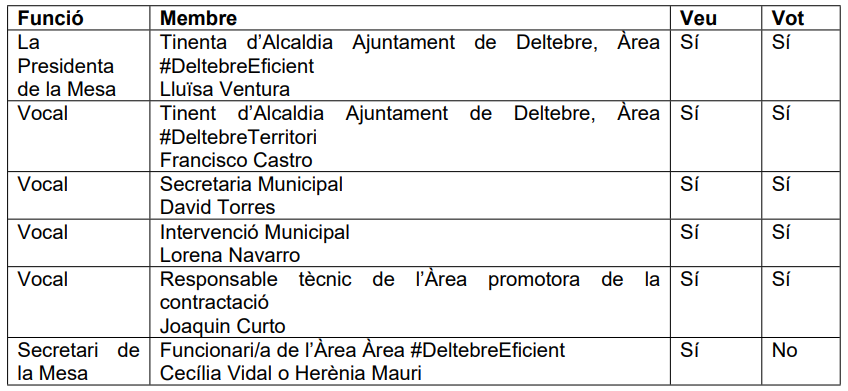 Funció Membre Veu Vot
La Presidenta de la Mesa
Tinenta d’Alcaldia Ajuntament de Deltebre, Àrea
#DeltebreEficient
Lluïsa Ventura
Sí Sí
Vocal
Tinent d’Alcaldia Ajuntament de Deltebre, Àrea
#DeltebreTerritori
Francisco Castro
Sí Sí
Vocal
Secretaria Municipal
David Torres
Sí Sí
Vocal
Intervenció Municipal
Lorena Navarro
Sí Sí
Vocal
Responsable tècnic de l’Àrea promotora de la
contractació
Joaquin Curto
Sí Sí
Secretari de
la Mesa
Funcionari/a de l’Àrea Àrea #DeltebreEficient
Cecília Vidal o Herènia Mauri
Sí No